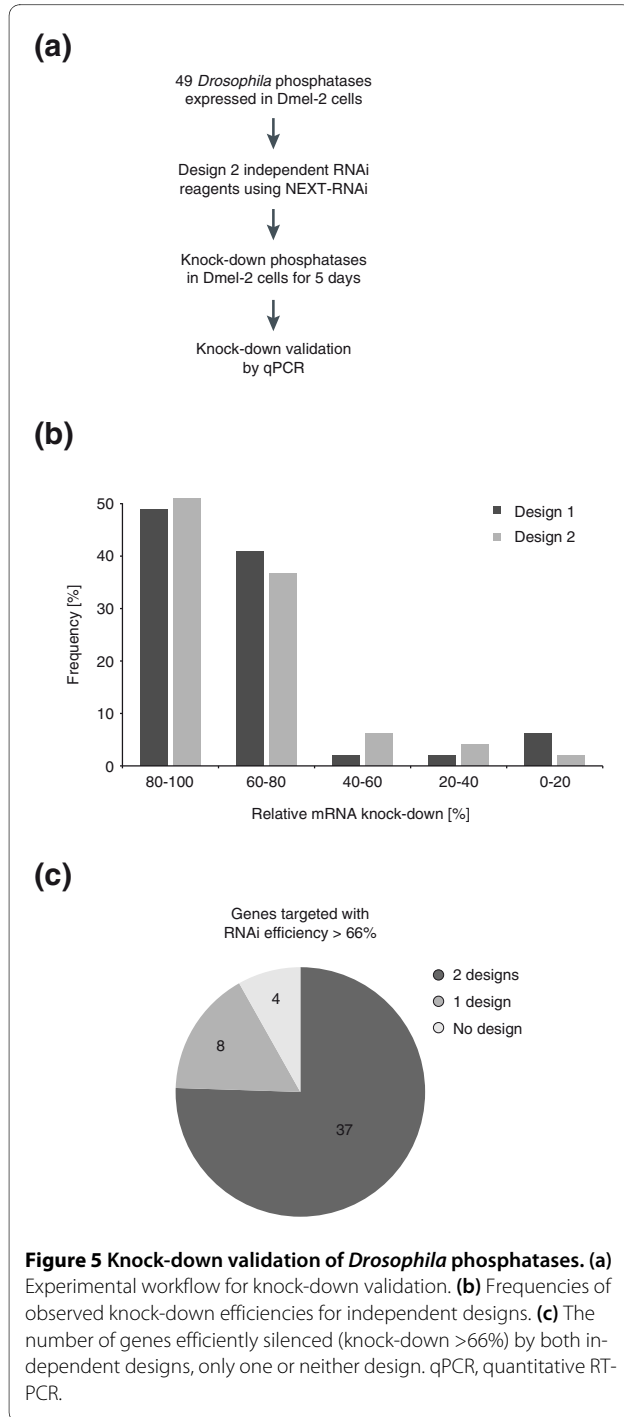 (a)
49 Drosophila phosphatases
expressed in Dmel-2 cells
Design 2 independent RNAi
reagents using NEXT-RNAi
Knock-down phosphatases
in Dmel-2 cells for 5 days
Knock-down validation
by qPCR
(b)
50
40
30
20
10
0
Frequency [%]
Design 1
Design 2
80-100 60-80 40-60 20-40 0-20
Relative mRNA knock-down [%]
(c)
Genes targeted with
RNAi efficiency > 66%
2 designs
1 design
No design
4
8
37
Figure 5 Knock-down validation of Drosophila phosphatases. (a)
Experimental workflow for knock-down validation. (b) Frequencies of
observed knock-down efficiencies for independent designs. (c) The
number of genes efficiently silenced (knock-down >66%) by both in-
dependent designs, only one or neither design. qPCR, quantitative RT-
PCR.